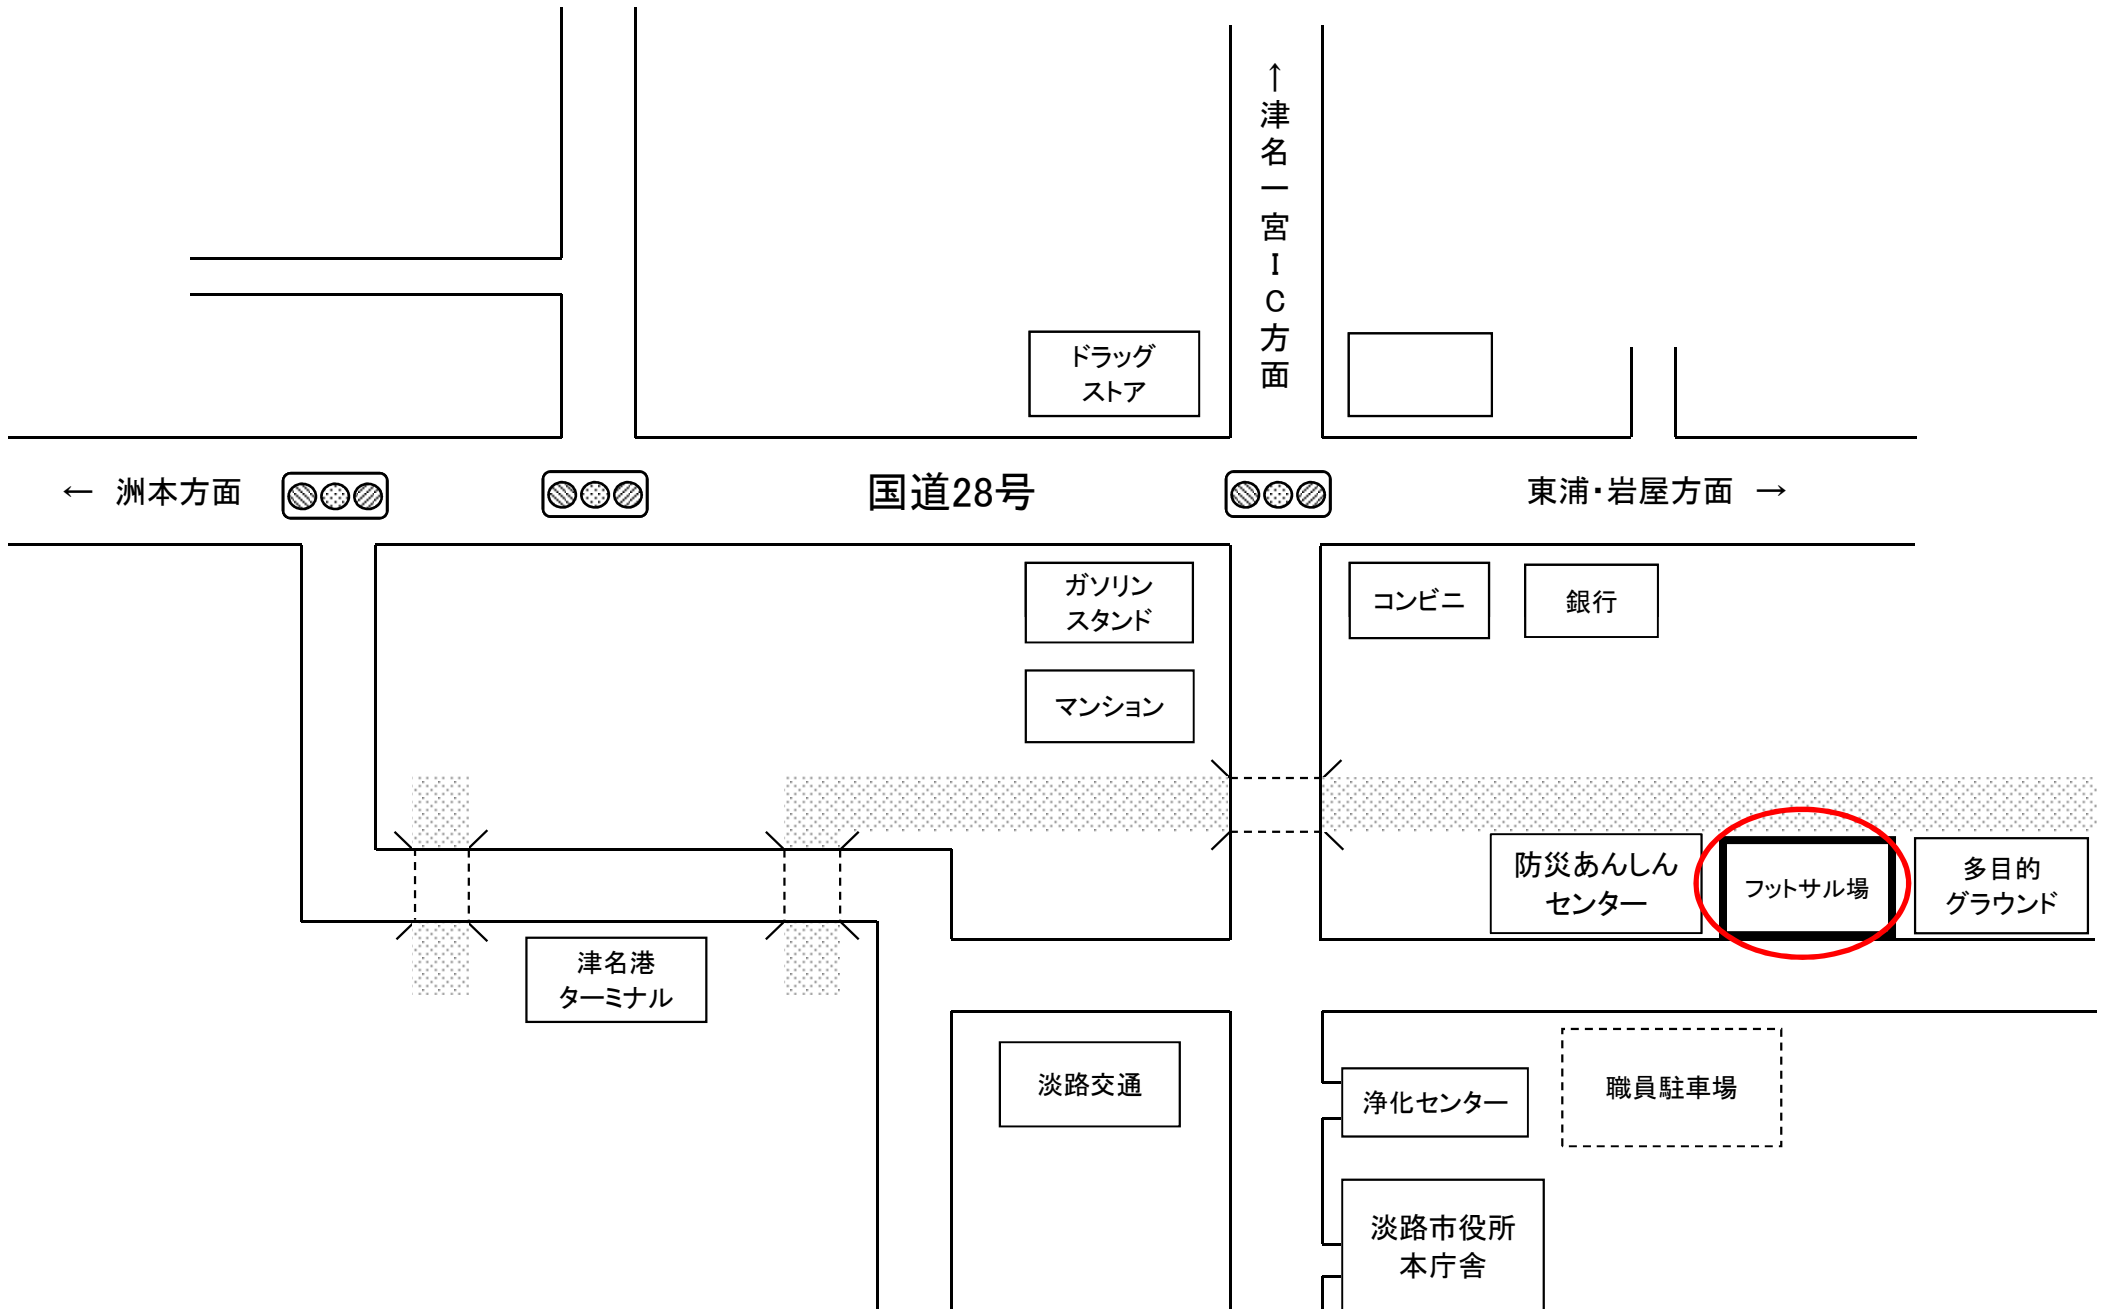 ↑津名一宮IC方面
ドラッグ
ストア
← 洲本方面
国道28号
東浦・岩屋方面 →
ガソリン
スタンド
コンビニ
銀行
マンション
防災あんしん
センター
フットサル場
多目的
グラウンド
津名港
ターミナル
淡路交通
浄化センター
職員駐車場
淡路市役所
本庁舎